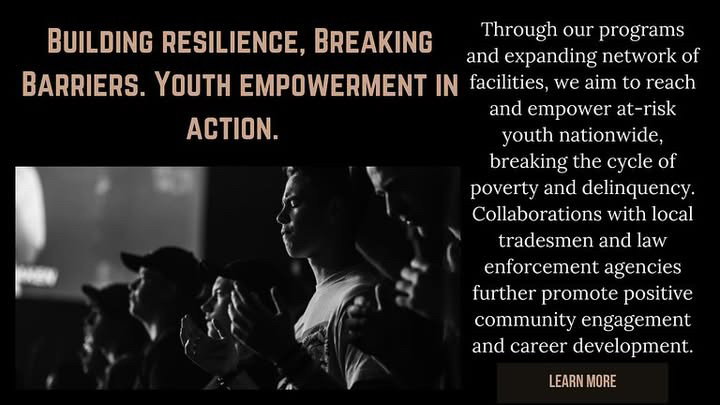 Building resilience, Breaking
Barriers. Youth empowerment in
action.
Through our programs
and expanding network of
facilities, we aim to reach
and empower at-risk
youth nationwide,
breaking the cycle of
poverty and delinquency.
Collaborations with local
tradesmen and law
enforcement agencies
further promote positive
community engagement
and career development.
LEARN MORE